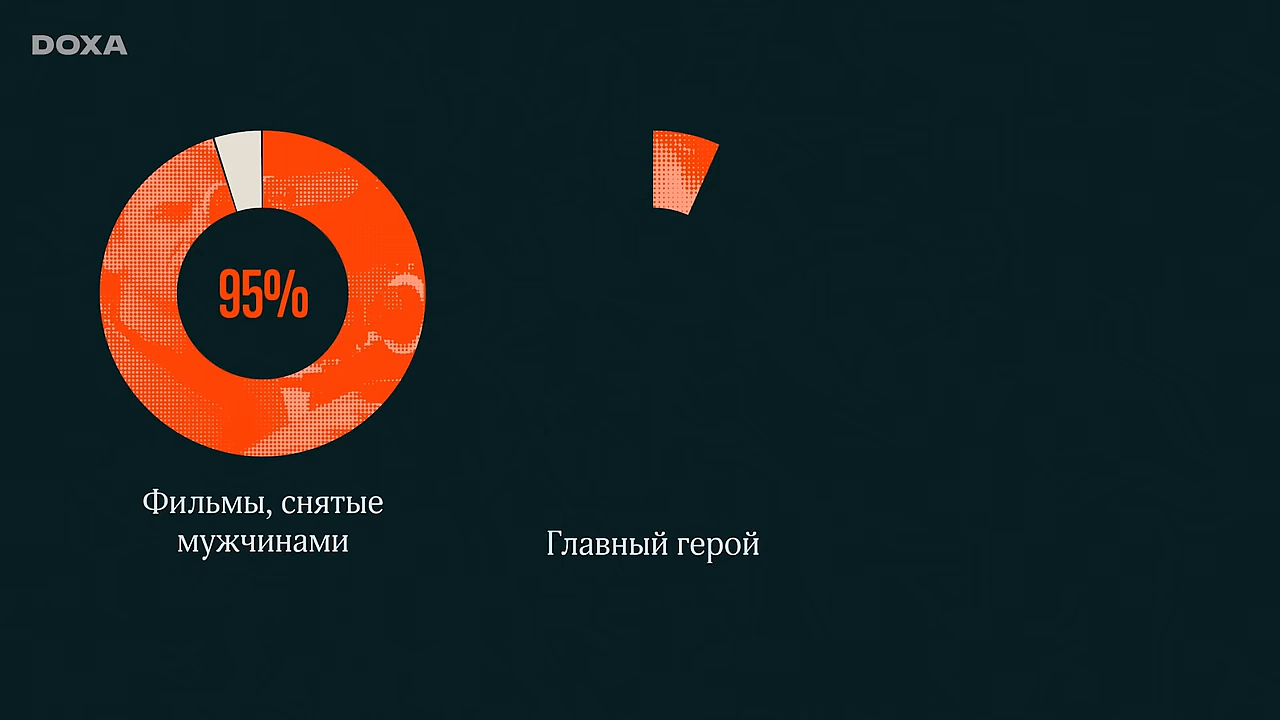 DOXA
95%
Фильмы, снятые
мужчинами
Главный герой